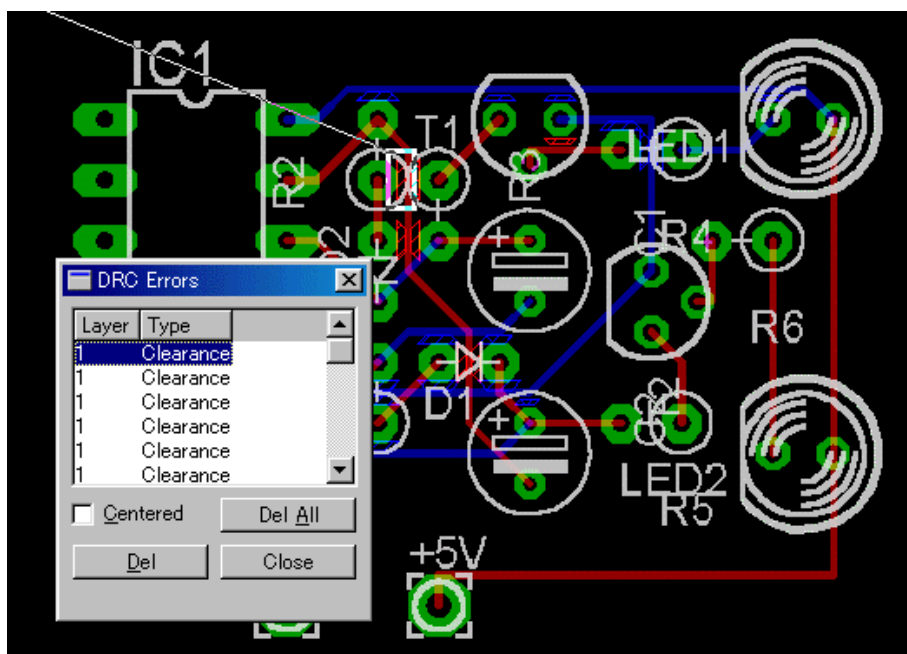 IC1
T1
LED1
R2
R3
R4
R6
D1
LED2
R5
+5V
DRC Errors
Layer Type
1 Clearance
1 Clearance
1 Clearance
1 Clearance
1 Clearance
1 Clearance
Centered
Del All
Del
Close